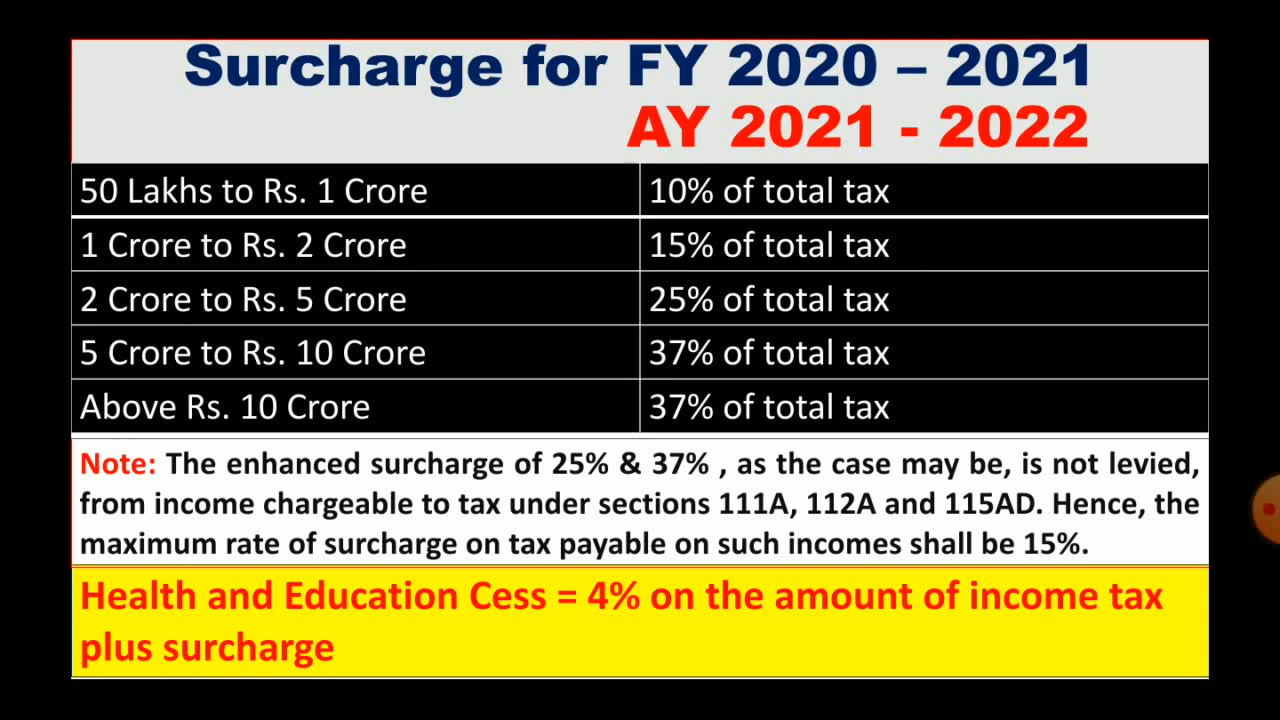 Surcharge for FY 2020 – 2021
AY 2021 - 2022
50 Lakhs to Rs. 1 Crore 10% of total tax
1 Crore to Rs. 2 Crore 15% of total tax
2 Crore to Rs. 5 Crore 25% of total tax
5 Crore to Rs. 10 Crore 37% of total tax
Above Rs. 10 Crore 37% of total tax
Note: The enhanced surcharge of 25% & 37% , as the case may be, is not levied,
from income chargeable to tax under sections 111A, 112A and 115AD. Hence, the
maximum rate of surcharge on tax payable on such incomes shall be 15%.
Health and Education Cess = 4% on the amount of income tax
plus surcharge